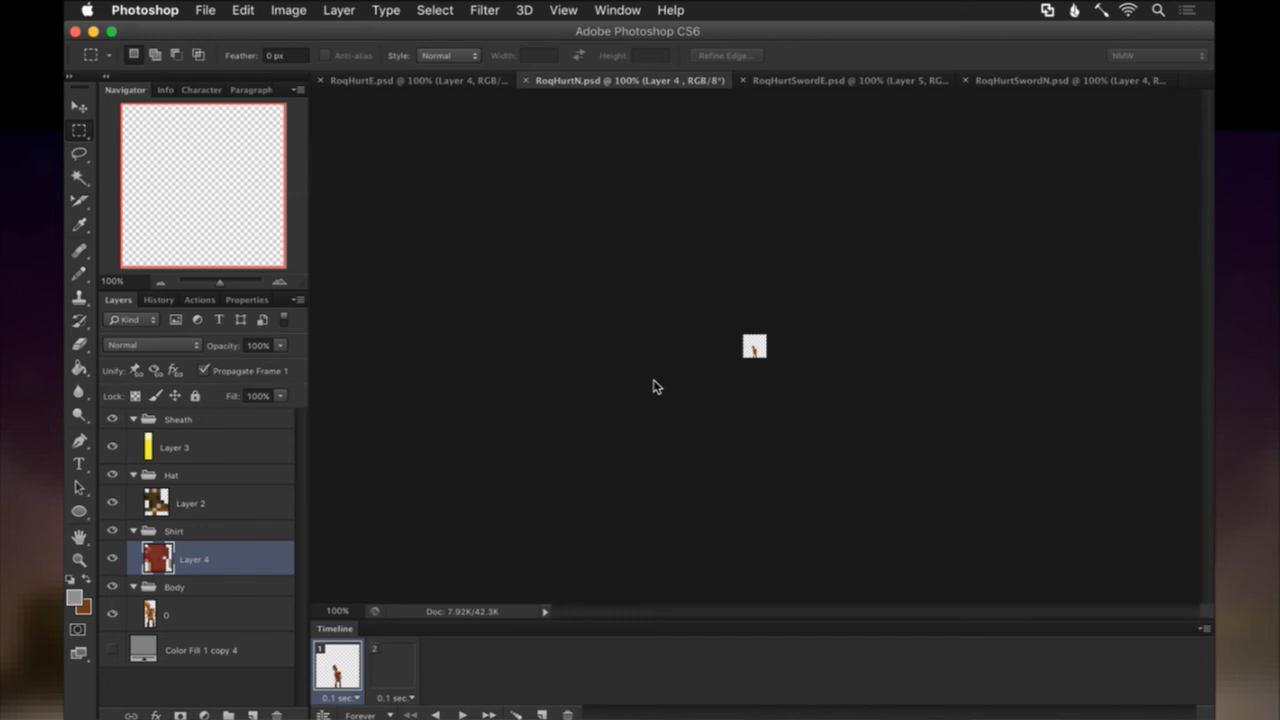 Photoshop File Edit Image Layer Type Select Filter 3D View Window Help
Adobe Photoshop CS6
Feather: 0 px Anti-alias Style: Normal Width: Height: Refine Edge... NMW
Navigator Info Character Paragraph
RoqHurtE.psd @ 100% (Layer 4, RGB/... RoqHurtN.psd @ 100% (Layer 4 , RGB/8*) RoqHurtSwordE.psd @ 100% (Layer 5, RG... RoqHurtSwordN.psd @ 100% (Layer 4, R...
100%
Layers History Actions Properties
Kind
Normal Opacity: 100%
Unify: Propagate Frame 1
Lock: Fill: 100%
Sheath
Layer 3
Hat
Layer 2
Shirt
Layer 4
Body
0
Color Fill 1 copy 4
100% Doc: 7.92K/42.3K
Timeline
1 2
0.1 sec. 0.1 sec.
Forever